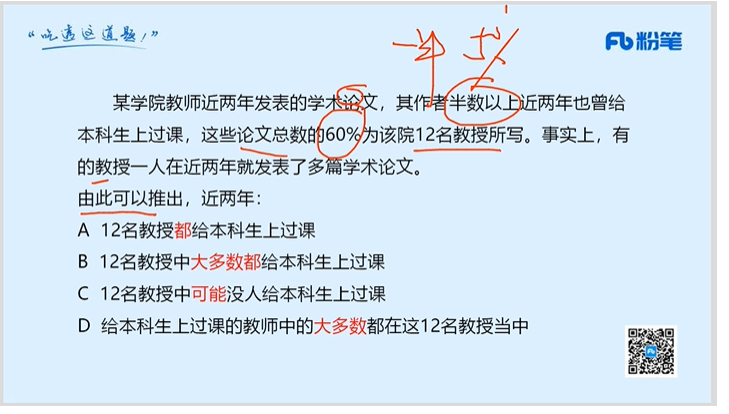 “吃透这道题！”
一半 50%
粉笔
某学院教师近两年发表的学术论文，其作者半数以上近两年也曾给
本科生上过课，这些论文总数的60%为该院12名教授所写。事实上，有
的教授一人在近两年就发表了多篇学术论文。
由此可以推出，近两年：
A 12名教授都给本科生上过课
B 12名教授中大多数都给本科生上过课
C 12名教授中可能没人给本科生上过课
D 给本科生上过课的教师中的大多数都在这12名教授当中